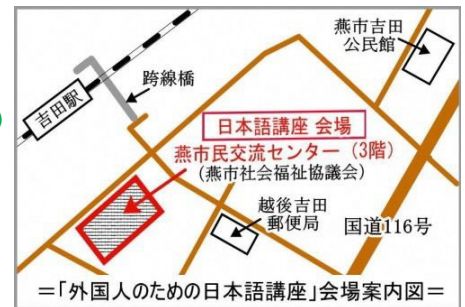 燕市吉田
公民館
跨線橋
吉田駅
日本語講座 会場
燕市民交流センター（3階）
（燕市社会福祉協議会）
越後吉田
郵便局
国道116号
＝「外国人のための日本語講座」会場案内図＝